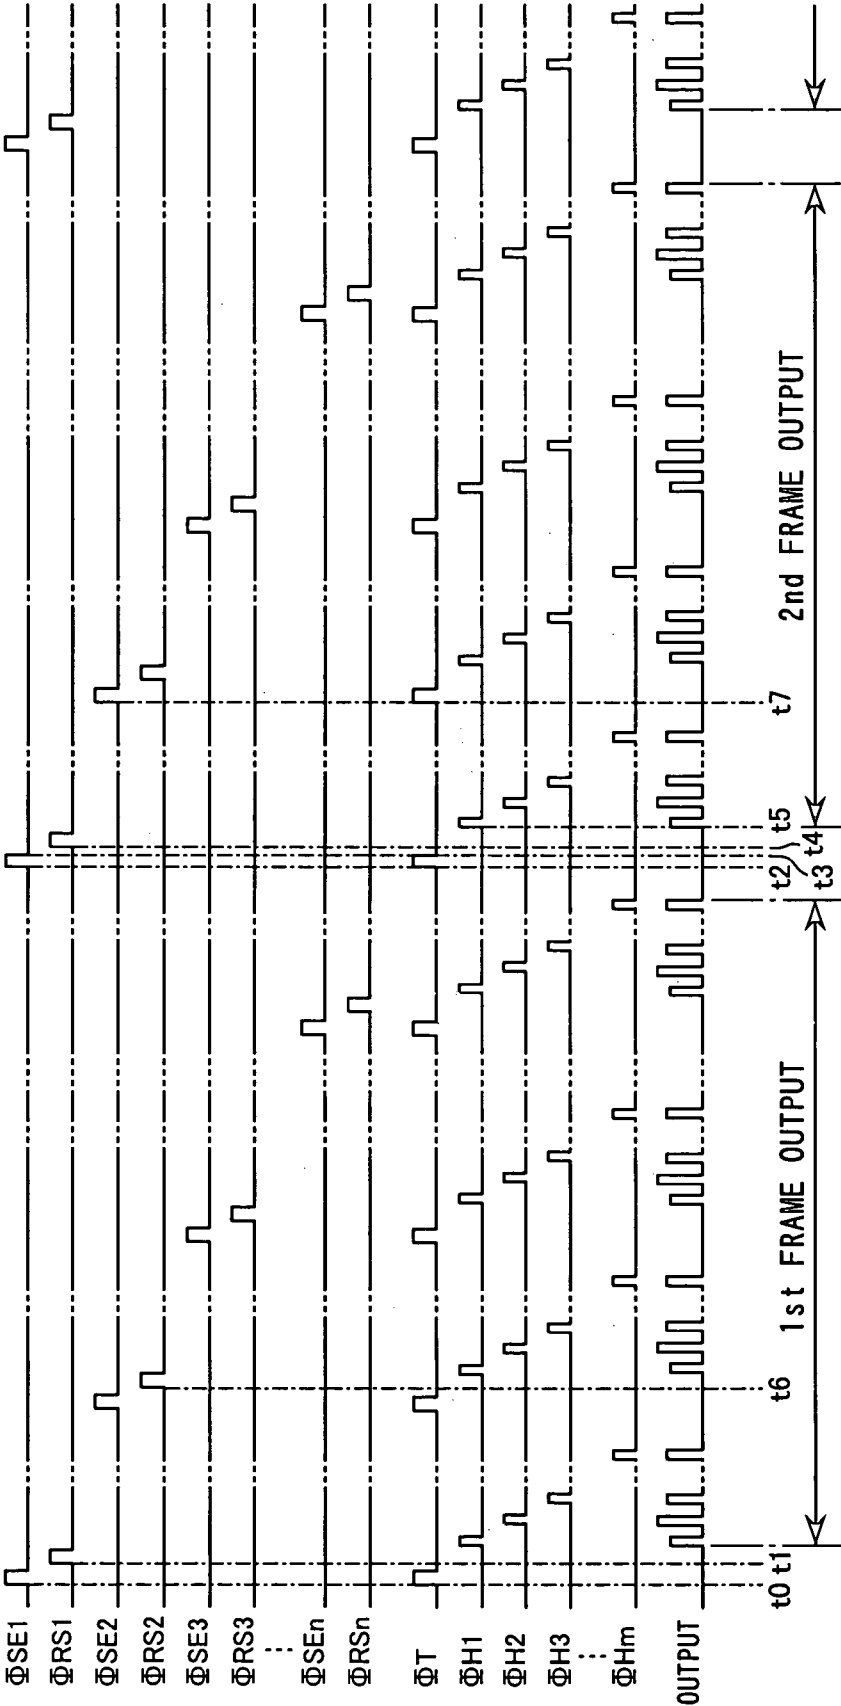 ΦSE1
ΦRS1
ΦSE2
ΦRS2
ΦSE3
ΦRS3
ΦSEn
ΦRSn
ΦT
ΦH1
ΦH2
ΦH3
ΦHm
OUTPUT
t0 t1 t6 t2 t3 t4 t5 t7
1st FRAME OUTPUT
2nd FRAME OUTPUT